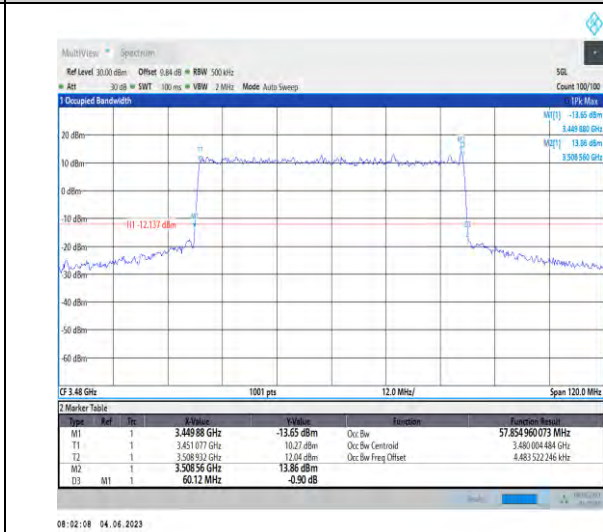 MultiView Spectrum
Ref Level 30.00 dBm Offset 9.84 dB RBW 500 kHz SGL
Att 30 dB SWT 100 ms VBW 2 MHz Mode Auto Sweep Count 100/100
1 Occupied Bandwidth 1Pk Max
M1[1] -13.65 dBm
3.449 880 GHz
M2[1] 13.86 dBm
3.508 560 GHz
20 dBm
10 dBm
0 dBm
-10 dBm
H1 -12.137 dBm
-20 dBm
-30 dBm
-40 dBm
-50 dBm
-60 dBm
CF 3.48 GHz 1001 pts 12.0 MHz/ Span 120.0 MHz
2 Marker Table
Type Ref Trc X-Value Y-Value Function Function Result
M1 1 3.449 88 GHz -13.65 dBm Occ Bw 57.854 960 073 MHz
T1 1 3.451 077 GHz 10.27 dBm Occ Bw Centroid 3.480 004 484 GHz
T2 1 3.508 932 GHz 12.04 dBm Occ Bw Freq Offset 4.483 522 246 kHz
M2 1 3.508 56 GHz 13.86 dBm
D3 M1 1 60.12 MHz -0.90 dB
08:02:08 04.06.2023